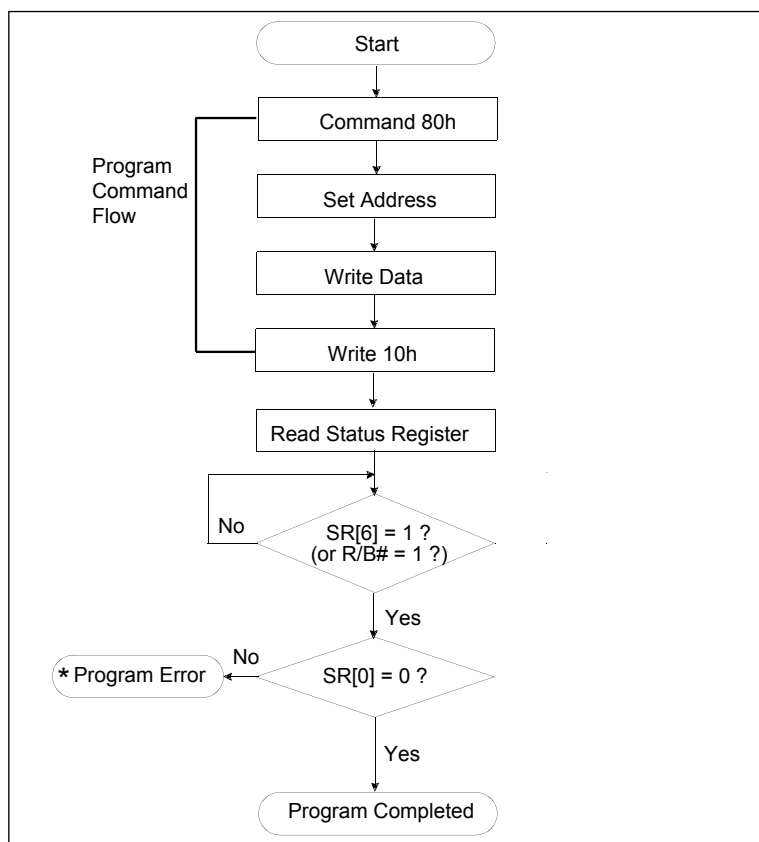 Start
Command 80h
Program
Command
Flow
Set Address
Write Data
Write 10h
Read Status Register
No
SR[6] = 1 ?
(or R/B# = 1 ?)
Yes
No
* Program Error
SR[0] = 0 ?
Yes
Program Completed